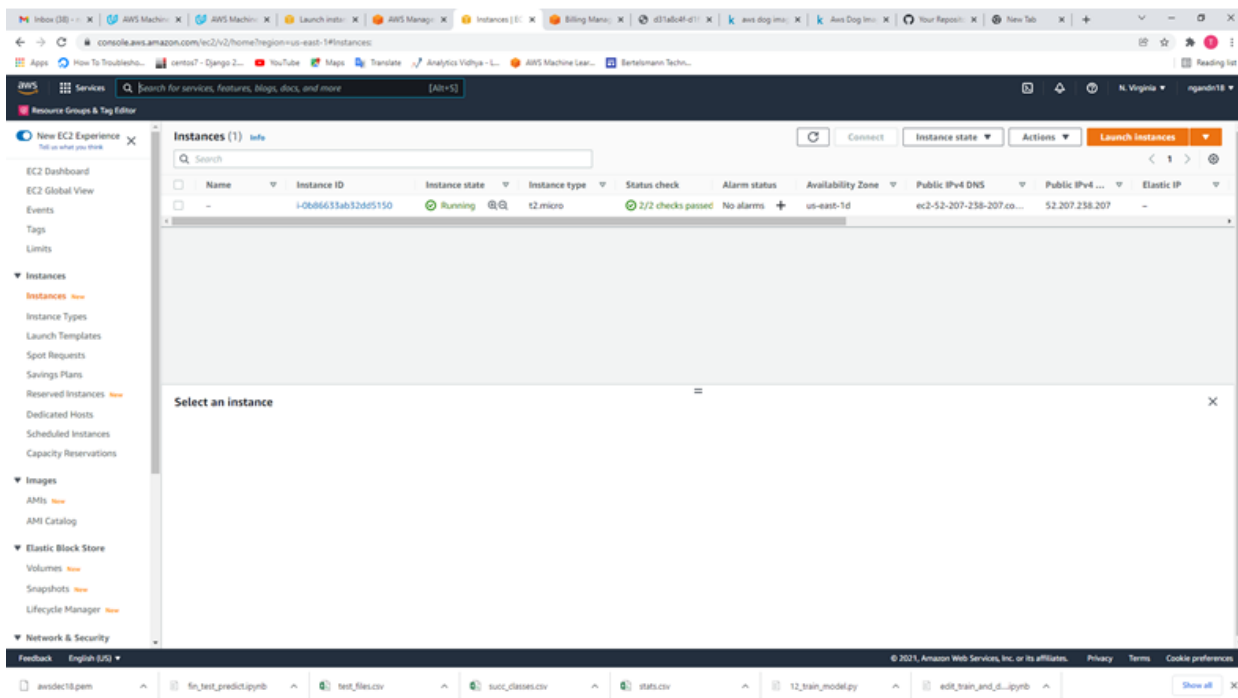 Inbox (38) - n AWS Machin AWS Machine Launch instan AWS Manage Instances | EC Billing Manag d31a8c4f-d1 aws dog imag Aws Dog Ima Your Reposit New Tab
console.aws.amazon.com/ec2/v2/home?region=us-east-1#Instances:
Apps How To Troublesho... centos7 - Django 2... YouTube Maps Translate Analytics Vidhya - L... AWS Machine Lear... Bertelsmann Techn... Reading list
aws Services Search for services, features, blogs, docs, and more [Alt+S] N. Virginia ngandn18
Resource Groups & Tag Editor
New EC2 Experience
Tell us what you think
EC2 Dashboard
EC2 Global View
Events
Tags
Limits
Instances
Instances New
Instance Types
Launch Templates
Spot Requests
Savings Plans
Reserved Instances New
Dedicated Hosts
Scheduled Instances
Capacity Reservations
Images
AMIs New
AMI Catalog
Elastic Block Store
Volumes New
Snapshots New
Lifecycle Manager New
Network & Security
Instances (1) Info Connect Instance state Actions Launch instances
Search 1
Name Instance ID Instance state Instance type Status check Alarm status Availability Zone Public IPv4 DNS Public IPv4 ... Elastic IP
– i-0b86633ab32dd5150 Running t2.micro 2/2 checks passed No alarms + us-east-1d ec2-52-207-238-207.co... 52.207.238.207 –
Select an instance
Feedback English (US) © 2021, Amazon Web Services, Inc. or its affiliates. Privacy Terms Cookie preferences
awsdec18.pem fin_test_predict.ipynb test_files.csv succ_classes.csv stats.csv 12_train_model.py edit_train_and_d....ipynb Show all